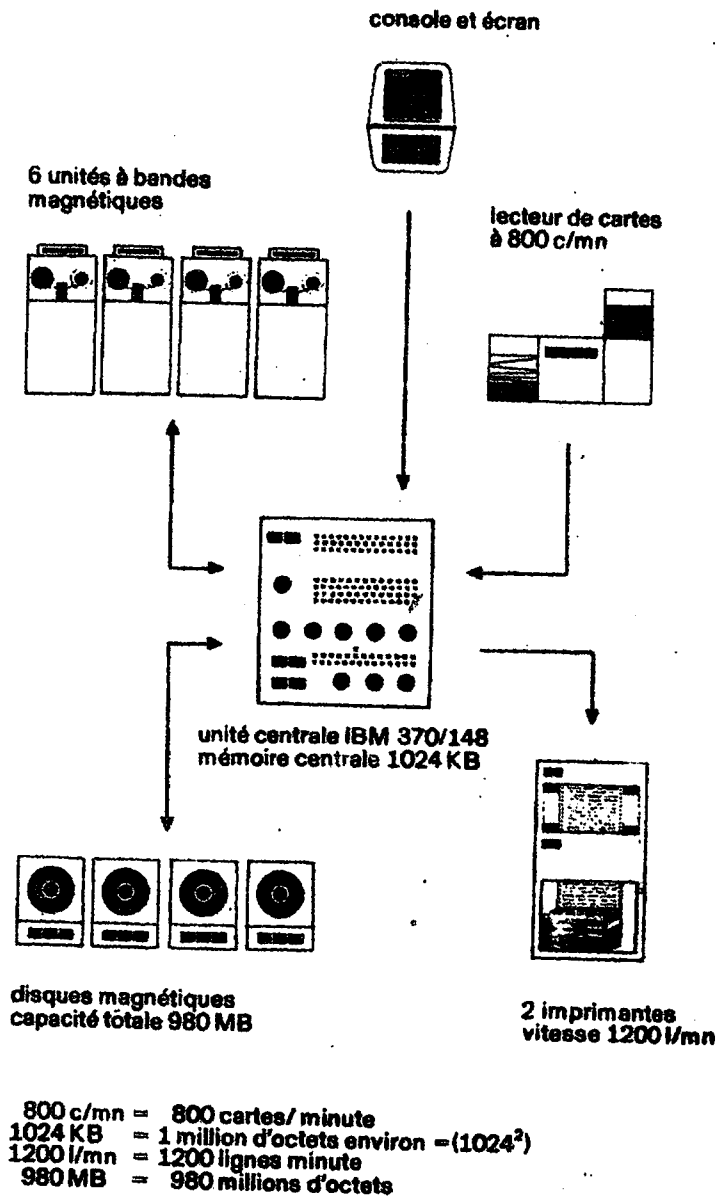 console et écran
6 unités à bandes
magnétiques
lecteur de cartes
à 800 c/mn
unité centrale IBM 370/148
mémoire centrale 1024 KB
disques magnétiques
capacité totale 980 MB
2 imprimantes
vitesse 1200 l/mn
800 c/mn = 800 cartes/minute
1024 KB = 1 million d'octets environ =(1024²)
1200 l/mn = 1200 lignes minute
980 MB = 980 millions d'octets